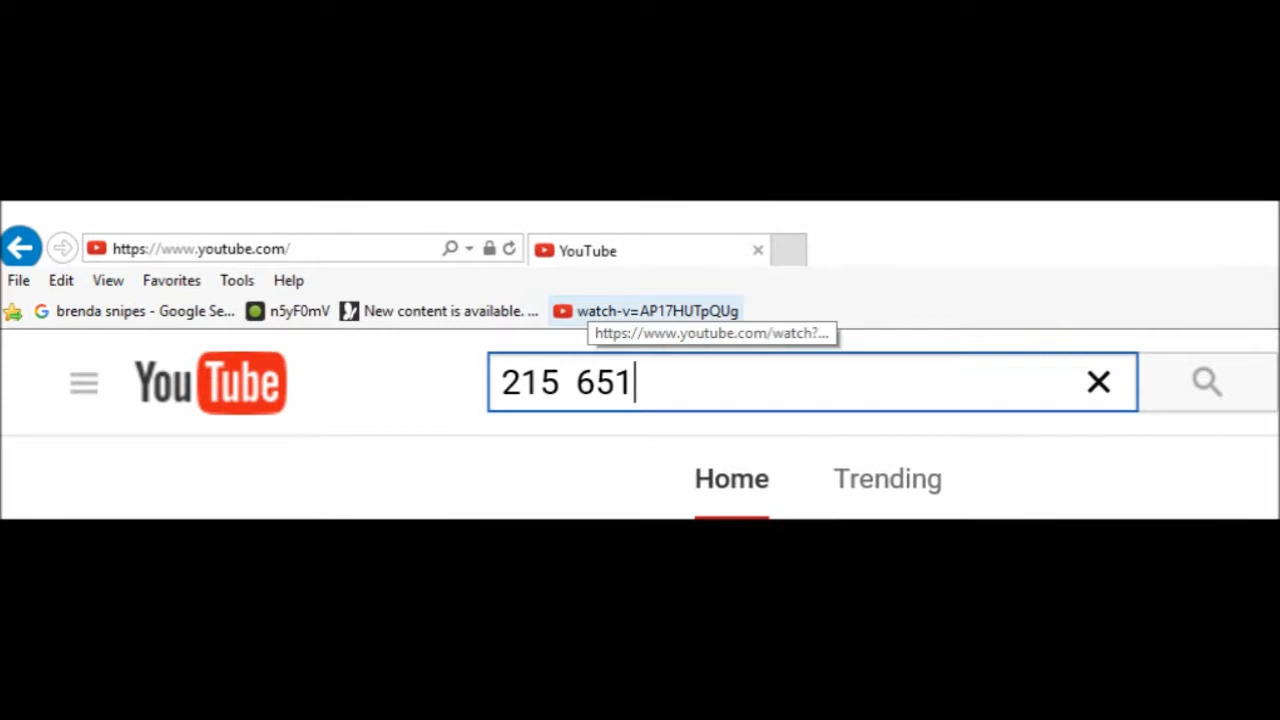 https://www.youtube.com/ YouTube
File Edit View Favorites Tools Help
brenda snipes - Google Se... n5yF0mV New content is available. ... watch-v=AP17HUTpQUg
https://www.youtube.com/watch?...
YouTube 215 651
Home Trending